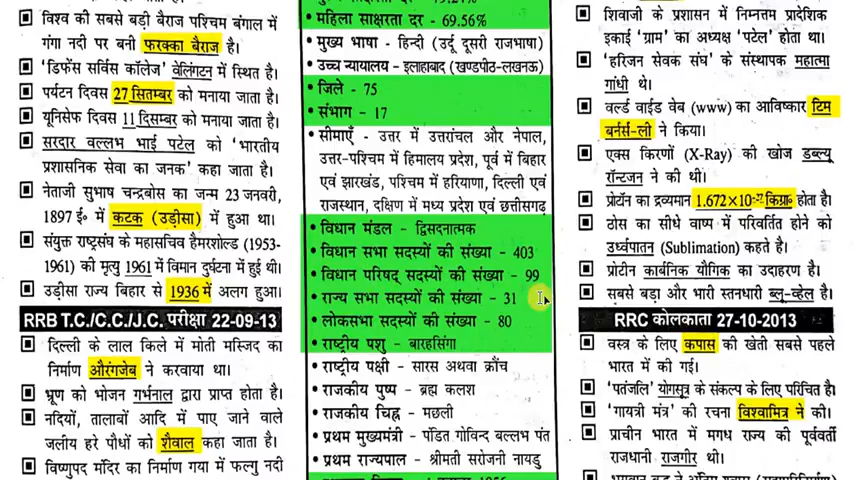 विश्व की सबसे बड़ी बैराज पश्चिम बंगाल में
गंगा नदी पर बनी फरक्का बैराज है।
'डिफेंस सर्विस कॉलेज' वेलिंगटन में स्थित है।
पर्यटन दिवस 27 सितम्बर को मनाया जाता है।
यूनिसेफ दिवस 11 दिसम्बर को मनाया जाता है।
सरदार वल्लभ भाई पटेल को 'भारतीय
प्रशासनिक सेवा का जनक' कहा जाता है।
नेताजी सुभाष चन्द्रबोस का जन्म 23 जनवरी,
1897 ई० में कटक (उड़ीसा) में हुआ था।
संयुक्त राष्ट्रसंघ के महासचिव हैमरशोल्ड (1953-
1961) की मृत्यु 1961 में विमान दुर्घटना में हुई थी।
उड़ीसा राज्य बिहार से 1936 में अलग हुआ।
RRB T.C./C.C./J.C. परीक्षा 22-09-13
दिल्ली के लाल किले में मोती मस्जिद का
निर्माण औरंगजेब ने करवाया था।
भ्रूण को भोजन गर्भनाल द्वारा प्राप्त होता है।
नदियों, तालाबों आदि में पाए जाने वाले
जलीय हरे पौधों को शैवाल कहा जाता है।
विष्णुपद मंदिर का निर्माण गया में फल्गु नदी
• महिला साक्षरता दर - 69.56%
• मुख्य भाषा - हिन्दी (उर्दू दूसरी राजभाषा)
• उच्च न्यायालय - इलाहाबाद (खण्डपीठ-लखनऊ)
• जिले - 75
• संभाग - 17
• सीमाएँ - उत्तर में उत्तरांचल और नेपाल,
उत्तर-पश्चिम में हिमालय प्रदेश, पूर्व में बिहार
एवं झारखंड, पश्चिम में हरियाणा, दिल्ली एवं
राजस्थान, दक्षिण में मध्य प्रदेश एवं छत्तीसगढ़
• विधान मंडल - द्विसदनात्मक
• विधान सभा सदस्यों की संख्या - 403
• विधान परिषद् सदस्यों की संख्या - 99
• राज्य सभा सदस्यों की संख्या - 31
• लोकसभा सदस्यों की संख्या - 80
• राष्ट्रीय पशु - बारहसिंगा
• राष्ट्रीय पक्षी - सारस अथवा क्रौंच
• राजकीय पुष्प - ब्रह्म कलश
• राजकीय चिह्न - मछली
• प्रथम मुख्यमंत्री - पंडित गोविन्द बल्लभ पंत
• प्रथम राज्यपाल - श्रीमती सरोजनी नायडु
शिवाजी के प्रशासन में निम्नतम प्रादेशिक
इकाई 'ग्राम' का अध्यक्ष 'पटेल' होता था।
'हरिजन सेवक संघ' के संस्थापक महात्मा
गांधी थे।
वर्ल्ड वाईड वेब (www) का आविष्कार टिम
बर्नर्स-ली ने किया।
एक्स किरणों (X-Ray) की खोज डब्ल्यू
रॉन्टजन ने की थी।
प्रोटॉन का द्रव्यमान 1.672×10⁻²⁷ किग्रा० होता है।
ठोस का सीधे वाष्प में परिवर्तित होने को
उर्ध्वपातन (Sublimation) कहते है।
प्रोटीन कार्बनिक यौगिक का उदाहरण है।
सबसे बड़ा और भारी स्तनधारी ब्लू-व्हेल है।
RRC कोलकाता 27-10-2013
वस्त्र के लिए कपास की खेती सबसे पहले
भारत में की गई।
'पतंजलि' योगसूत्र के संकल्प के लिए परिचित है।
'गायत्री मंत्र' की रचना विश्वामित्र ने की।
प्राचीन भारत में मगध राज्य की पूर्ववर्ती
राजधानी राजगीर थी।